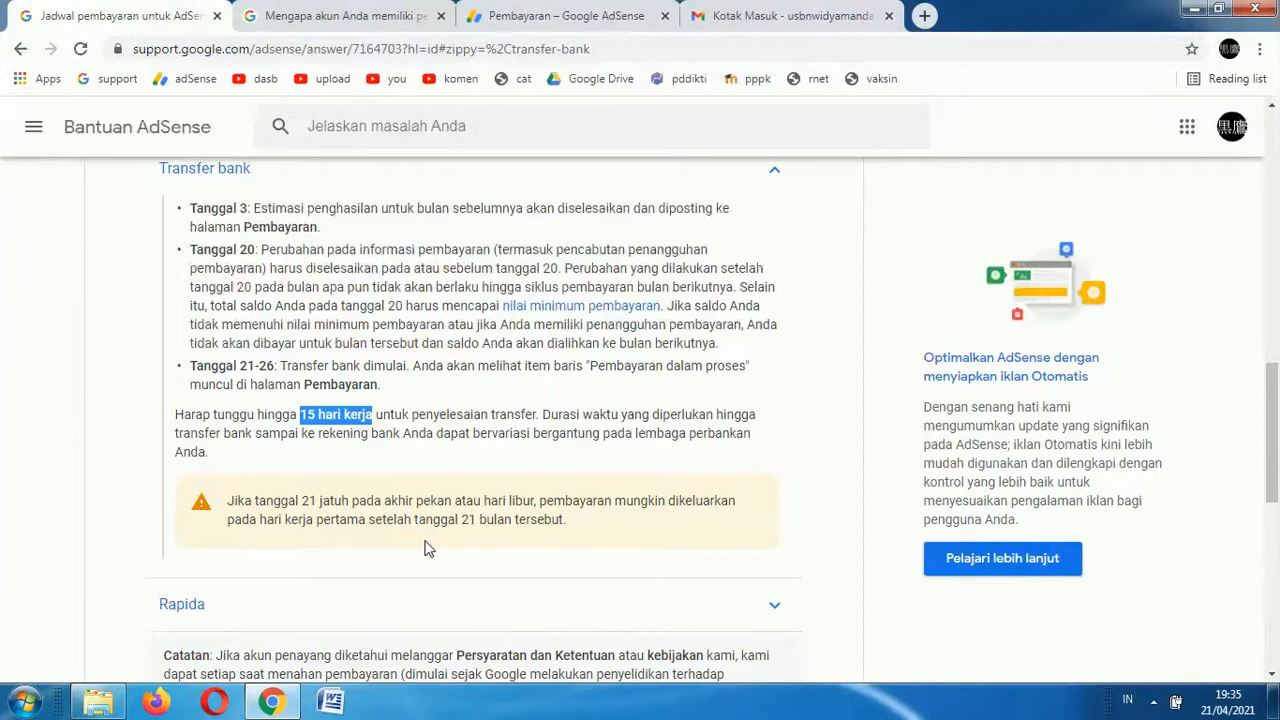 Jadwal pembayaran untuk AdSer
Mengapa akun Anda memiliki pe
Pembayaran – Google AdSense
Kotak Masuk - usbnwidyamanda
support.google.com/adsense/answer/7164703?hl=id#zippy=%2Ctransfer-bank
Apps support adSense dasb upload you komen cat Google Drive pddikti pppk rnet vaksin Reading list
Bantuan AdSense
Jelaskan masalah Anda
黒鷹
Transfer bank
• Tanggal 3: Estimasi penghasilan untuk bulan sebelumnya akan diselesaikan dan diposting ke
halaman Pembayaran.
• Tanggal 20: Perubahan pada informasi pembayaran (termasuk pencabutan penangguhan
pembayaran) harus diselesaikan pada atau sebelum tanggal 20. Perubahan yang dilakukan setelah
tanggal 20 pada bulan apa pun tidak akan berlaku hingga siklus pembayaran bulan berikutnya. Selain
itu, total saldo Anda per tanggal harus mencapai nilai minimum pembayaran. Jika saldo Anda
tidak memenuhi nilai minimum pembayaran atau jika Anda memiliki penangguhan pembayaran, Anda
tidak akan dibayar untuk bulan tersebut dan saldo Anda akan dialihkan ke bulan berikutnya.
• Tanggal 21-26: Transfer bank dimulai. Anda akan melihat item baris "Pembayaran dalam proses"
muncul di halaman Pembayaran.
Harap tunggu hingga 15 hari kerja untuk penyelesaian transfer. Durasi waktu yang diperlukan hingga
transfer bank sampai ke rekening bank Anda dapat bervariasi bergantung pada lembaga perbankan
Anda.
Jika tanggal 21 jatuh pada akhir pekan atau hari libur, pembayaran mungkin dikeluarkan
pada hari kerja pertama setelah tanggal 21 bulan tersebut.
Rapida
Catatan: Jika akun penayang diketahui melanggar Persyaratan dan Ketentuan atau kebijakan kami, kami
dapat setiap saat menahan pembayaran (dimulai sejak Google melakukan penyelidikan terhadap
Optimalkan AdSense dengan
menyiapkan iklan Otomatis
Dengan senang hati kami
mengumumkan update yang signifikan
pada AdSense; iklan Otomatis kini lebih
mudah digunakan dan dilengkapi dengan
kontrol yang lebih baik untuk
menyesuaikan pengalaman iklan bagi
pengguna Anda.
Pelajari lebih lanjut
IN
19:35
21/04/2021